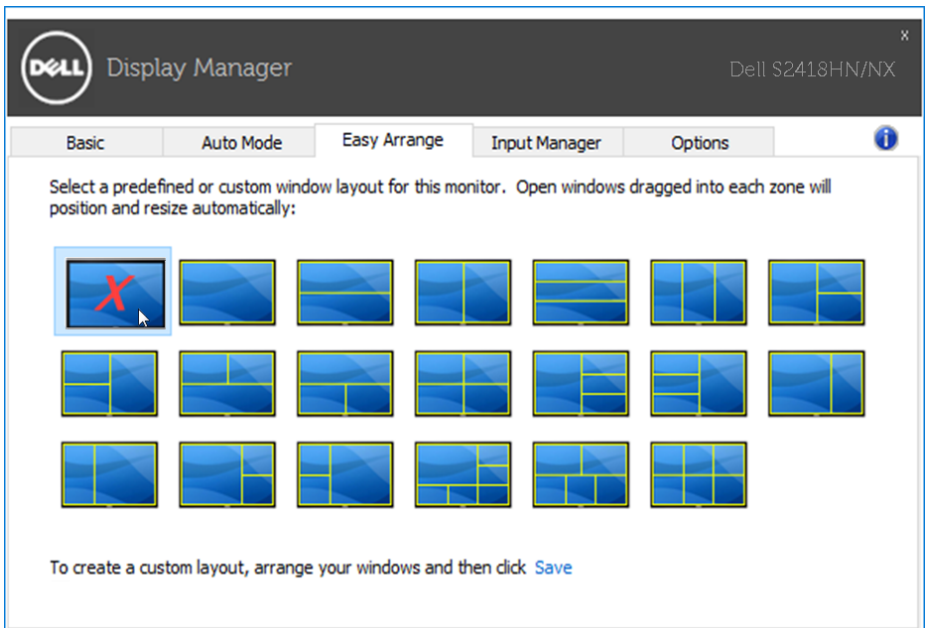 X
DELL Display Manager
Dell S2418HN/NX
Basic Auto Mode Easy Arrange Input Manager Options i
Select a predefined or custom window layout for this monitor. Open windows dragged into each zone will
position and resize automatically:
X
To create a custom layout, arrange your windows and then click Save